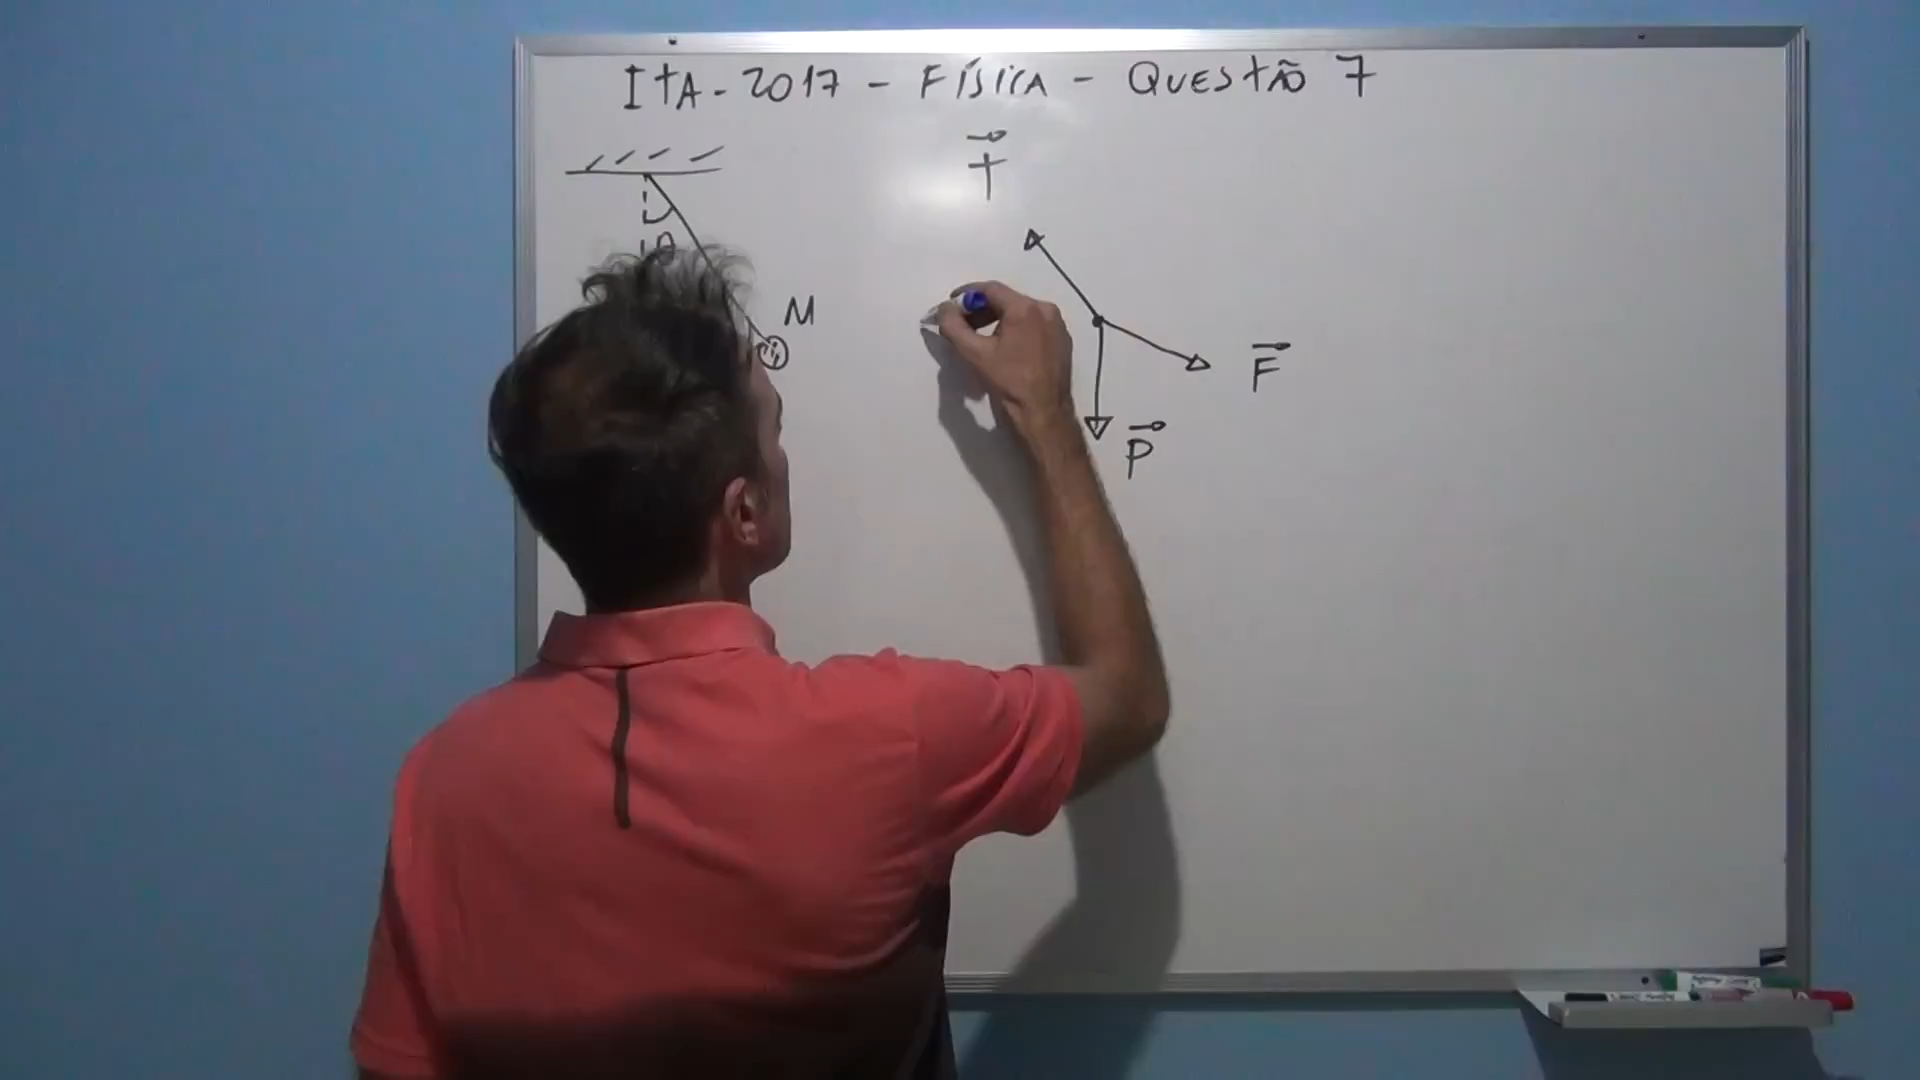 ITA - 2017 - FÍSICA - QUESTÃO 7
T
θ
M
F
P